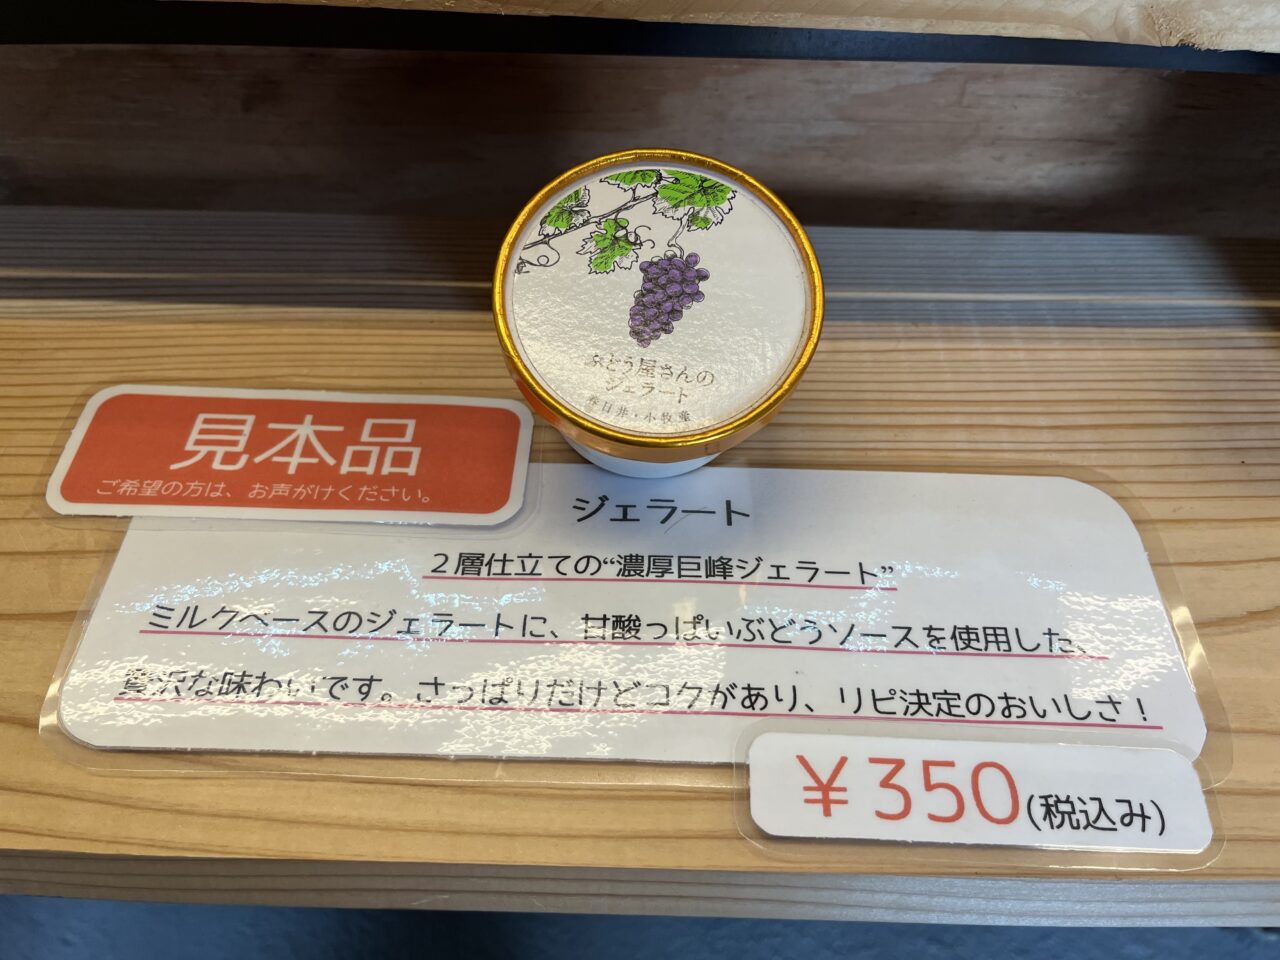 ぶどう屋さんの
ジェラート
春日井・小牧産
見本品
ご希望の方は、お声がけください。
ジェラート
２層仕立ての“濃厚巨峰ジェラート”
ミルクベースのジェラートに、甘酸っぱいぶどうソースを使用した、
贅沢な味わいです。さっぱりだけどコクがあり、リピ決定のおいしさ！
￥350(税込み)